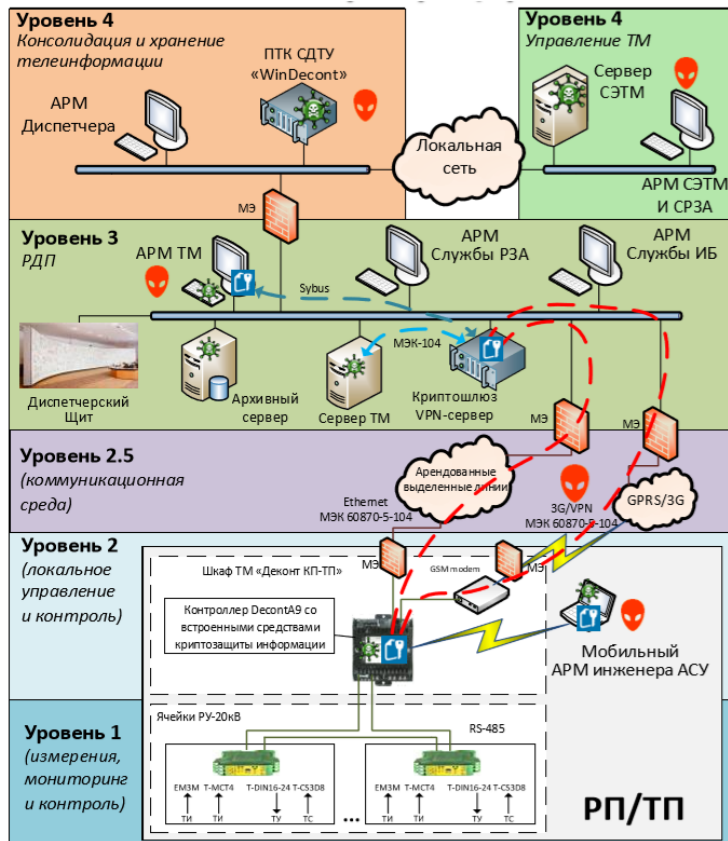 Уровень 4
Консолидация и хранение
телеинформации
ПТК СДТУ
«WinDecont»
АРМ
Диспетчера
Уровень 4
Управление ТМ
Сервер
СЭТМ
Локальная
сеть
АРМ СЭТМ
И СРЗА
МЭ
Уровень 3
РДП
АРМ ТМ
АРМ
Службы РЗА
АРМ
Службы ИБ
Sybus
МЭК-104
Диспетчерский
Щит
Архивный
сервер
Сервер ТМ
Криптошлюз
VPN-сервер
МЭ
МЭ
Уровень 2.5
(коммуникационная
среда)
Арендованные
выделенные линии
Ethernet
МЭК 60870-5-104
3G/VPN
МЭК 60870-5-104
GPRS/3G
Уровень 2
(локальное
управление
и контроль)
Шкаф ТМ «Деконт КП-ТП»
МЭ
GSM modem
МЭ
Контроллер DecontA9 со
встроенными средствами
криптозащиты информации
Мобильный
АРМ инженера АСУ
Уровень 1
(измерения,
мониторинг
и контроль)
Ячейки РУ-20кВ
RS-485
EM3M T-MCT4 T-DIN16-24 T-CS3D8
ТИ ТИ ТУ ТС
...
EM3M T-MCT4 T-DIN16-24 T-CS3D8
ТИ ТИ ТУ ТС
РП/ТП